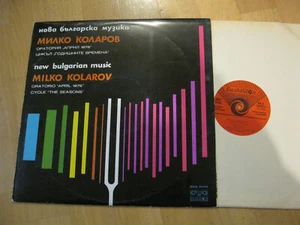 нова българска музика
МИЛКО КОЛАРОВ
ОРАТОРИЯ "АПРИЛ 1876"
ЦИКЪЛ "ГОДИШНИТЕ ВРЕМЕНА"
new bulgarian music
MILKO KOLAROV
ORATORIO "APRIL 1876"
CYCLE "THE SEASONS"